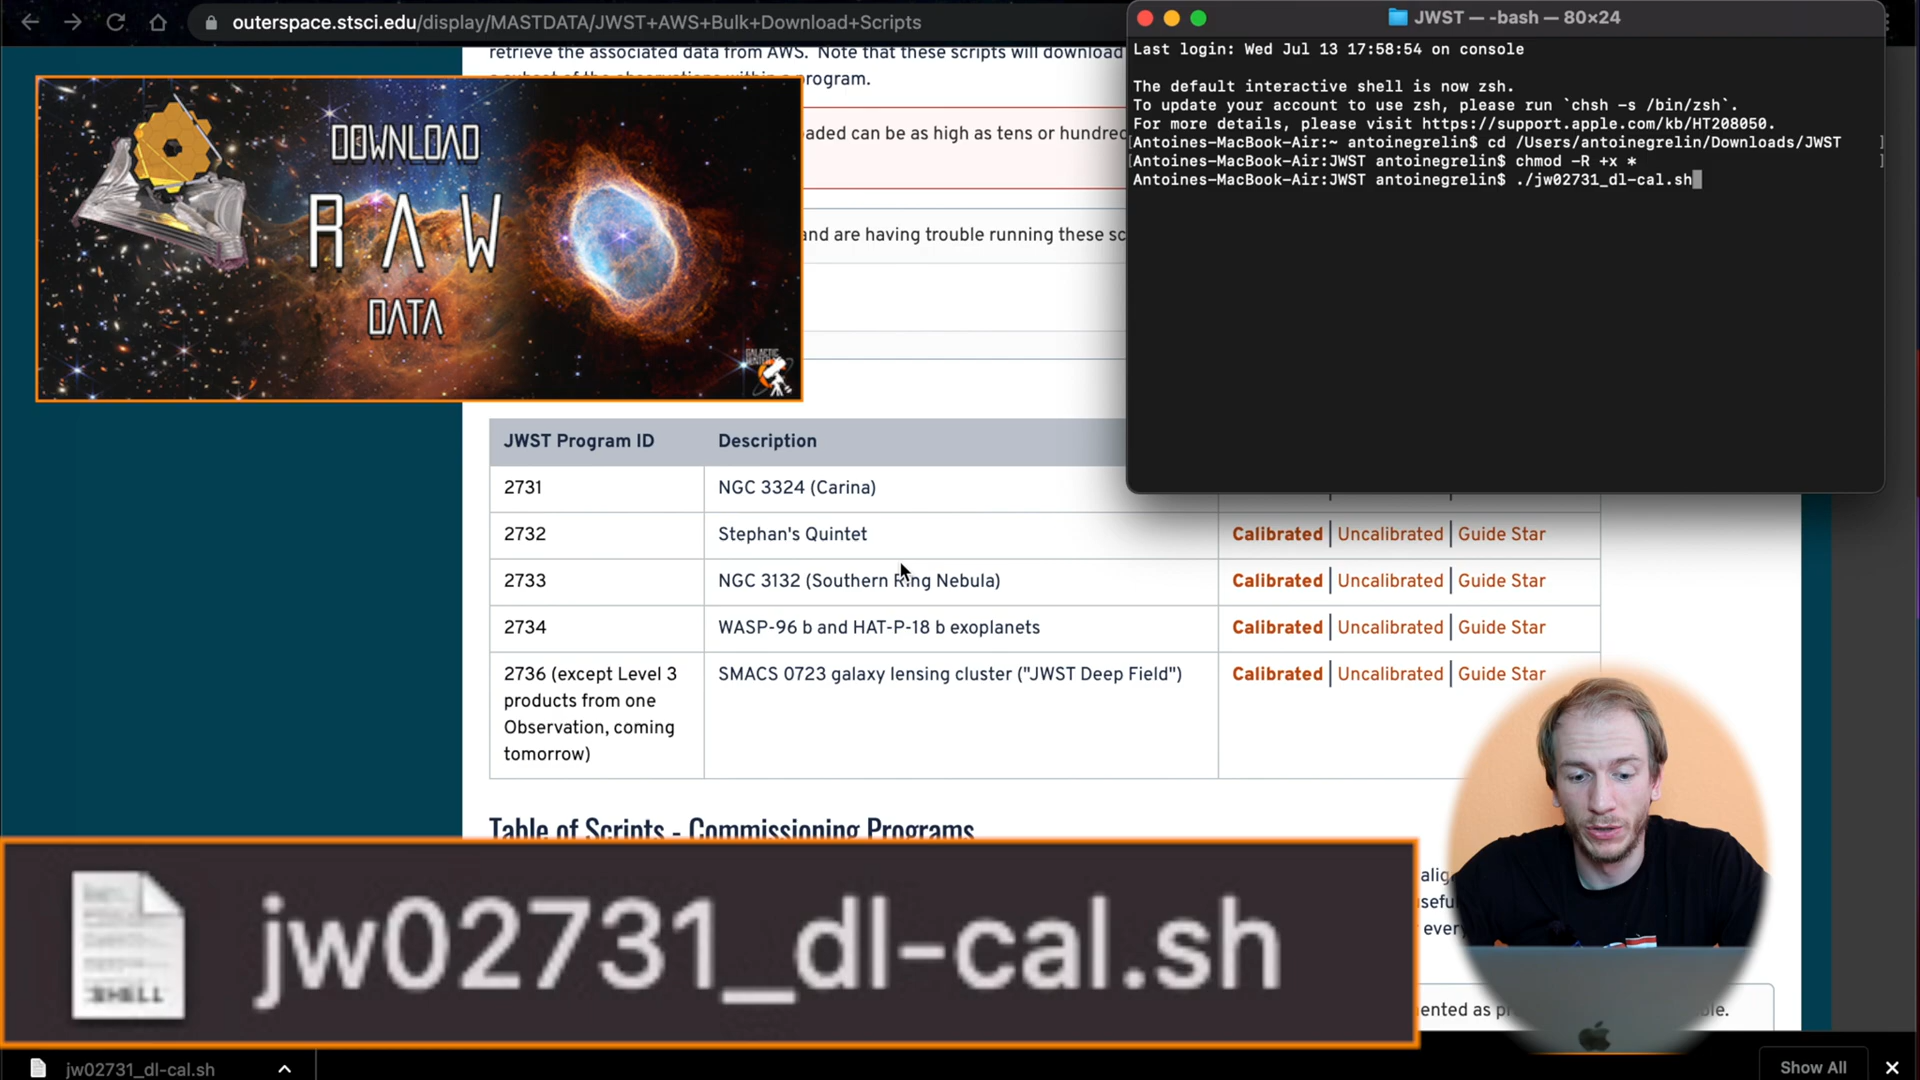 outerspace.stsci.edu/display/MASTDATA/JWST+AWS+Bulk+Download+Scripts
retrieve the associated data from AWS. Note that these scripts will download
program.
aded can be as high as tens or hundred
and are having trouble running these sc
DOWNLOAD
RAW
DATA
JWST — -bash — 80×24
Last login: Wed Jul 13 17:58:54 on console
The default interactive shell is now zsh.
To update your account to use zsh, please run `chsh -s /bin/zsh`.
For more details, please visit https://support.apple.com/kb/HT208050.
[Antoines-MacBook-Air:~ antoinegrelin$ cd /Users/antoinegrelin/Downloads/JWST ]
[Antoines-MacBook-Air:JWST antoinegrelin$ chmod -R +x * ]
Antoines-MacBook-Air:JWST antoinegrelin$ ./jw02731_dl-cal.sh
JWST Program ID Description
2731 NGC 3324 (Carina)
2732 Stephan's Quintet Calibrated | Uncalibrated | Guide Star
2733 NGC 3132 (Southern Ring Nebula) Calibrated | Uncalibrated | Guide Star
2734 WASP-96 b and HAT-P-18 b exoplanets Calibrated | Uncalibrated | Guide Star
2736 (except Level 3 SMACS 0723 galaxy lensing cluster ("JWST Deep Field") Calibrated | Uncalibrated | Guide Star
products from one
Observation, coming
tomorrow)
Table of Scripts - Commissioning Programs
SHELL
jw02731_dl-cal.sh
jw02731_dl-cal.sh
Show All